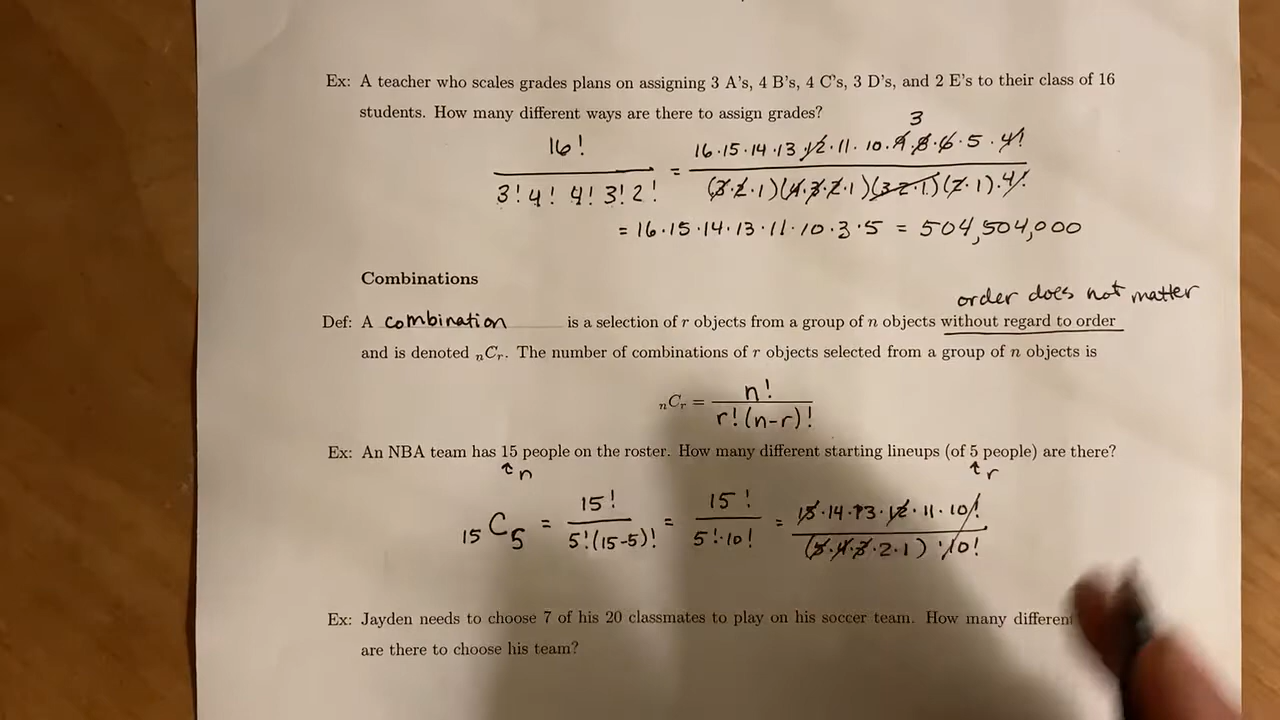 Ex: A teacher who scales grades plans on assigning 3 A's, 4 B's, 4 C's, 3 D's, and 2 E's to their class of 16
students. How many different ways are there to assign grades?
3
16! / 3! 4! 4! 3! 2! = 16·15·14·13·12·11·10·9·8·6·5·4! / (3·2·1)(4·3·2·1)(3·2·1)(2·1)·4!
= 16·15·14·13·11·10·3·5 = 504,504,000
Combinations
order does not matter
Def: A combination is a selection of r objects from a group of n objects without regard to order
and is denoted nCr. The number of combinations of r objects selected from a group of n objects is
nCr = n! / r!(n-r)!
Ex: An NBA team has 15 people on the roster. How many different starting lineups (of 5 people) are there?
↑n ↑r
15C5 = 15! / 5!(15-5)! = 15! / 5!·10! = 15·14·13·12·11·10! / (5·4·3·2·1)·10!
Ex: Jayden needs to choose 7 of his 20 classmates to play on his soccer team. How many different
are there to choose his team?